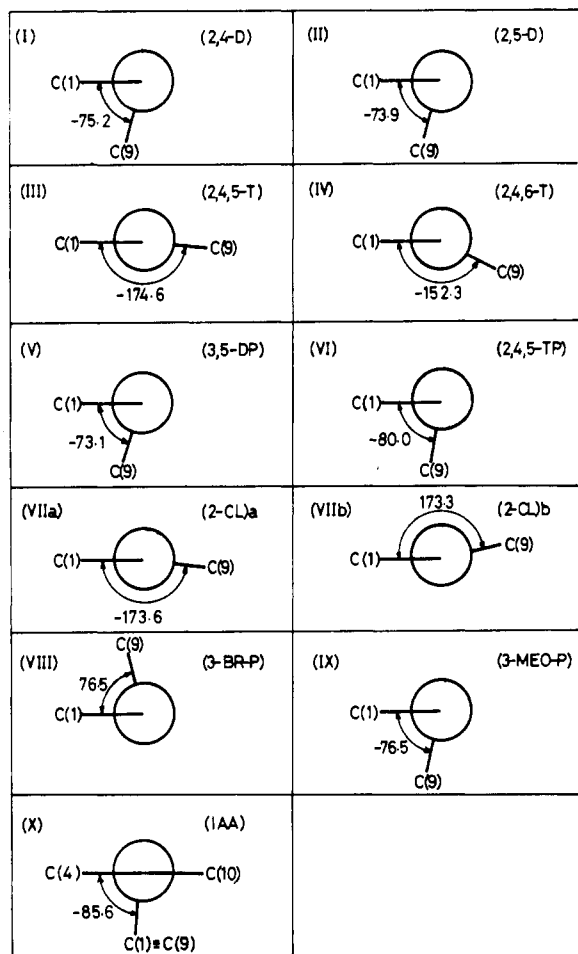 (I) (2,4-D)
C(1)
-75·2
C(9)
(II) (2,5-D)
C(1)
-73·9
C(9)
(III) (2,4,5-T)
C(1)
C(9)
-174·6
(IV) (2,4,6-T)
C(1)
C(9)
-152·3
(V) (3,5-DP)
C(1)
-73·1
C(9)
(VI) (2,4,5-TP)
C(1)
-80·0
C(9)
(VIIa) (2-CL)a
C(1)
C(9)
-173·6
(VIIb) 173·3 (2-CL)b
C(9)
C(1)
C(9)
(VIII) (3-BR-P)
76·5
C(1)
(IX) (3-MEO-P)
C(1)
-76·5
C(9)
(X) (IAA)
C(4) C(10)
-85·6
C(1)≡C(9)